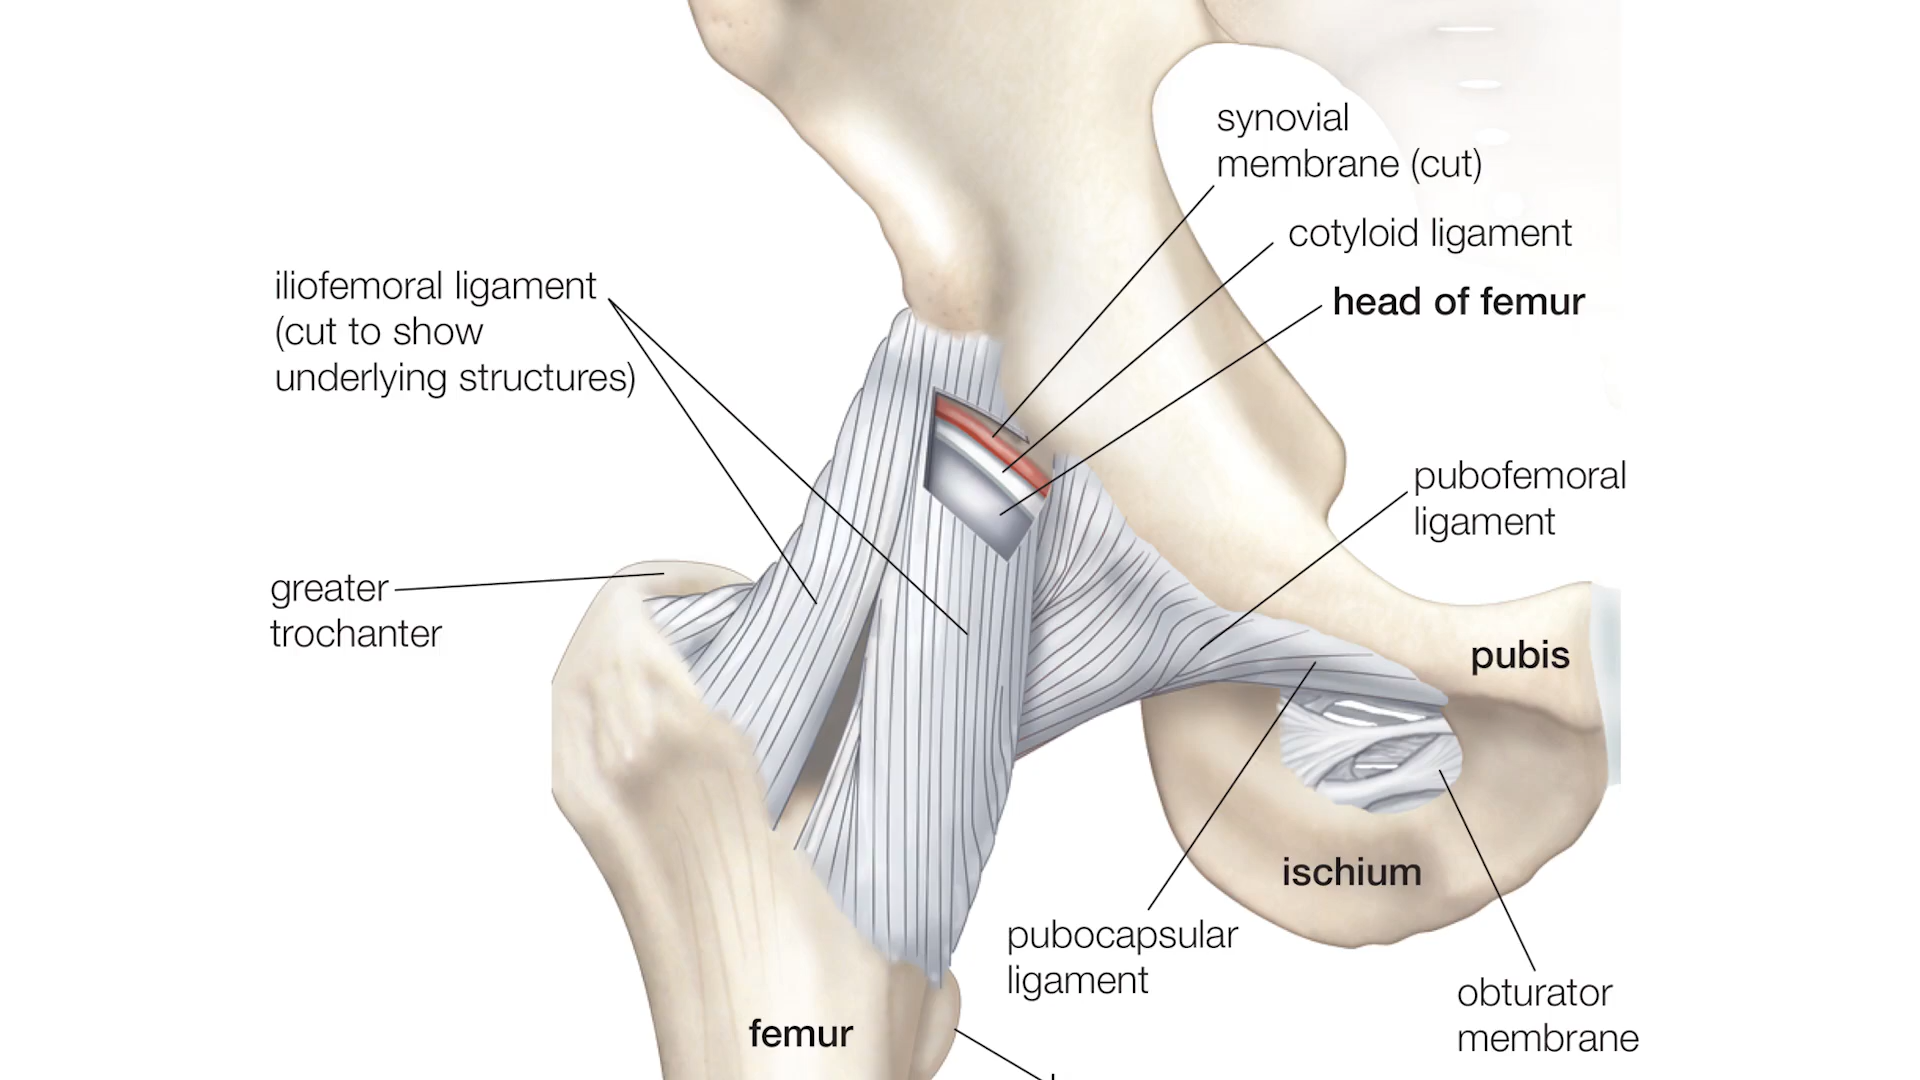 synovial
membrane (cut)
cotyloid ligament
head of femur
iliofemoral ligament
(cut to show
underlying structures)
pubofemoral
ligament
greater
trochanter
pubis
ischium
pubocapsular
ligament
obturator
membrane
femur